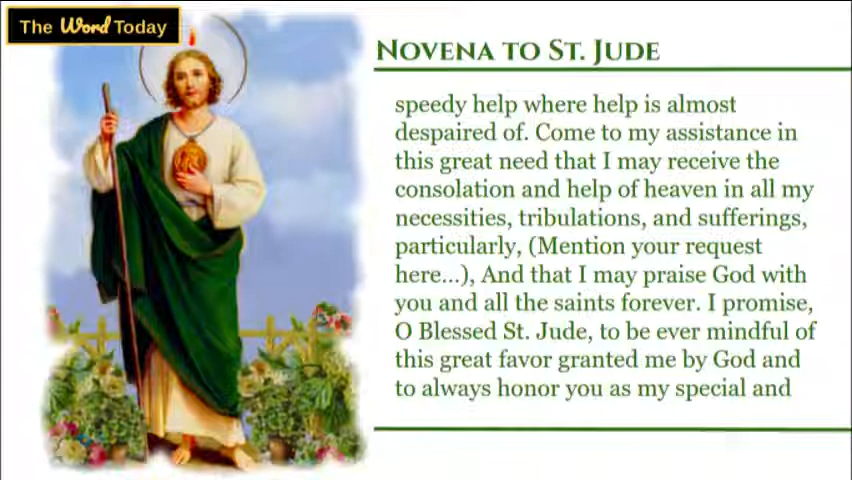 The Word Today
NOVENA TO ST. JUDE
speedy help where help is almost
despaired of. Come to my assistance in
this great need that I may receive the
consolation and help of heaven in all my
necessities, tribulations, and sufferings,
particularly, (Mention your request
here...), And that I may praise God with
you and all the saints forever. I promise,
O Blessed St. Jude, to be ever mindful of
this great favor granted me by God and
to always honor you as my special and